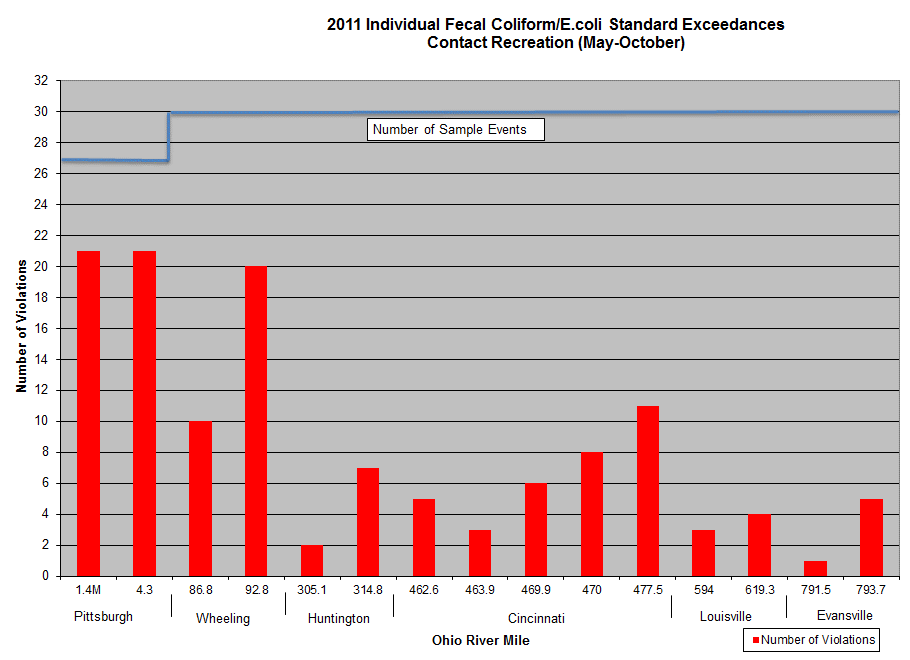 2011 Individual Fecal Coliform/E.coli Standard Exceedances
Contact Recreation (May-October)
Number of Violations
32
30
28
26
24
22
20
18
16
14
12
10
8
6
4
2
0
Number of Sample Events
1.4M 4.3 86.8 92.8 305.1 314.8 462.6 463.9 469.9 470 477.5 594 619.3 791.5 793.7
Pittsburgh Wheeling Huntington Cincinnati Louisville Evansville
Ohio River Mile
Number of Violations